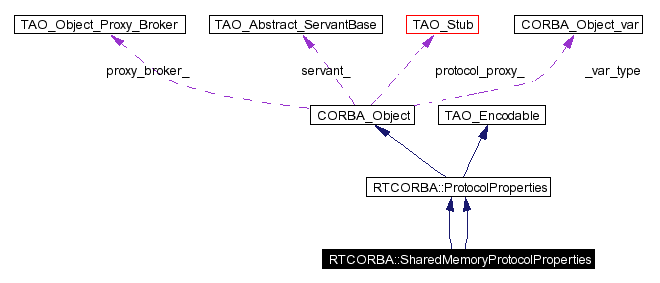 TAO_Object_Proxy_Broker TAO_Abstract_ServantBase TAO_Stub CORBA_Object_var
proxy_broker_ servant_ protocol_proxy_ _var_type
CORBA_Object TAO_Encodable
RTCORBA::ProtocolProperties
RTCORBA::SharedMemoryProtocolProperties